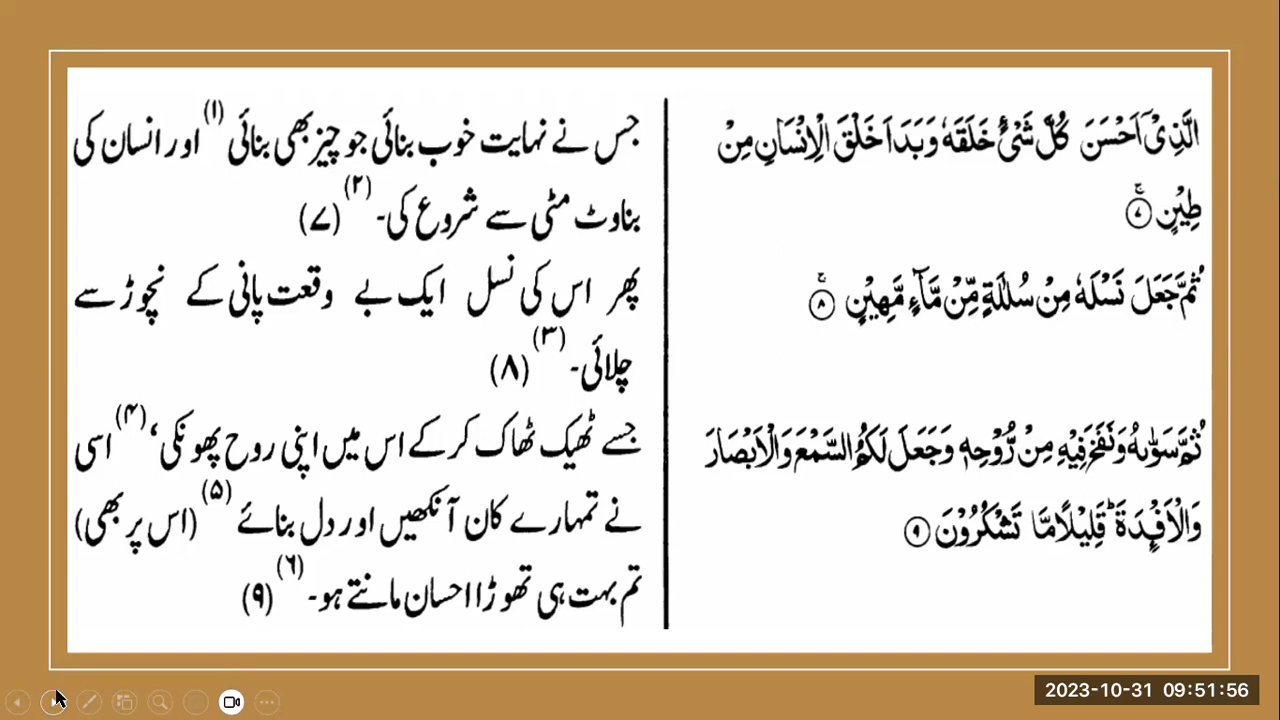 الَّذِیْۤ اَحْسَنَ كُلَّ شَیْءٍ خَلَقَهٗ وَبَدَاَ خَلْقَ الْاِنْسَانِ مِنْ
طِیْنٍ ۚ ﴿۷﴾
ثُمَّ جَعَلَ نَسْلَهٗ مِنْ سُلٰلَةٍ مِّنْ مَّآءٍ مَّهِیْنٍ ۚ ﴿۸﴾
ثُمَّ سَوّٰىهُ وَنَفَخَ فِیْهِ مِنْ رُّوْحِهٖ وَجَعَلَ لَكُمُ السَّمْعَ وَالْاَبْصَارَ
وَالْاَفْـِٕدَةَ ؕ قَلِیْلًا مَّا تَشْكُرُوْنَ ﴿۹﴾
جس نے نہایت خوب بنائی جو چیز بھی بنائی (۱) اور انسان کی
بناوٹ مٹی سے شروع کی۔ (۲) (۷)
پھر اس کی نسل ایک بے وقعت پانی کے نچوڑ سے
چلائی۔ (۳) (۸)
جسے ٹھیک ٹھاک کر کے اس میں اپنی روح پھونکی، (۴) اسی
نے تمہارے کان آنکھیں اور دل بنائے (۵) (اس پر بھی)
تم بہت ہی تھوڑا احسان مانتے ہو۔ (۶) (۹)
2023-10-31 09:51:56